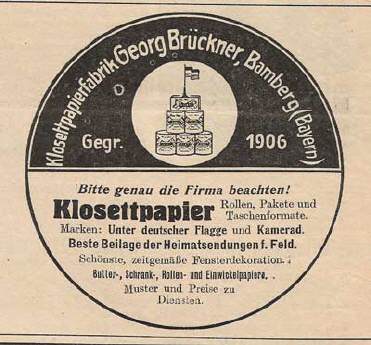 Klosettpapierfabrik Georg Brückner, Bamberg (Bayern)
Gegr. 1906
Bitte genau die Firma beachten!
Klosettpapier Rollen, Pakete und
Taschenformate.
Marken: Unter deutscher Flagge und Kamerad.
Beste Beilage der Heimatsendungen f. Feld.
Schönste, zeitgemäße Fensterdekoration.
Butter-, Schrank-, Rollen- und Einwickelpapiere.
Muster und Preise zu
Diensten.